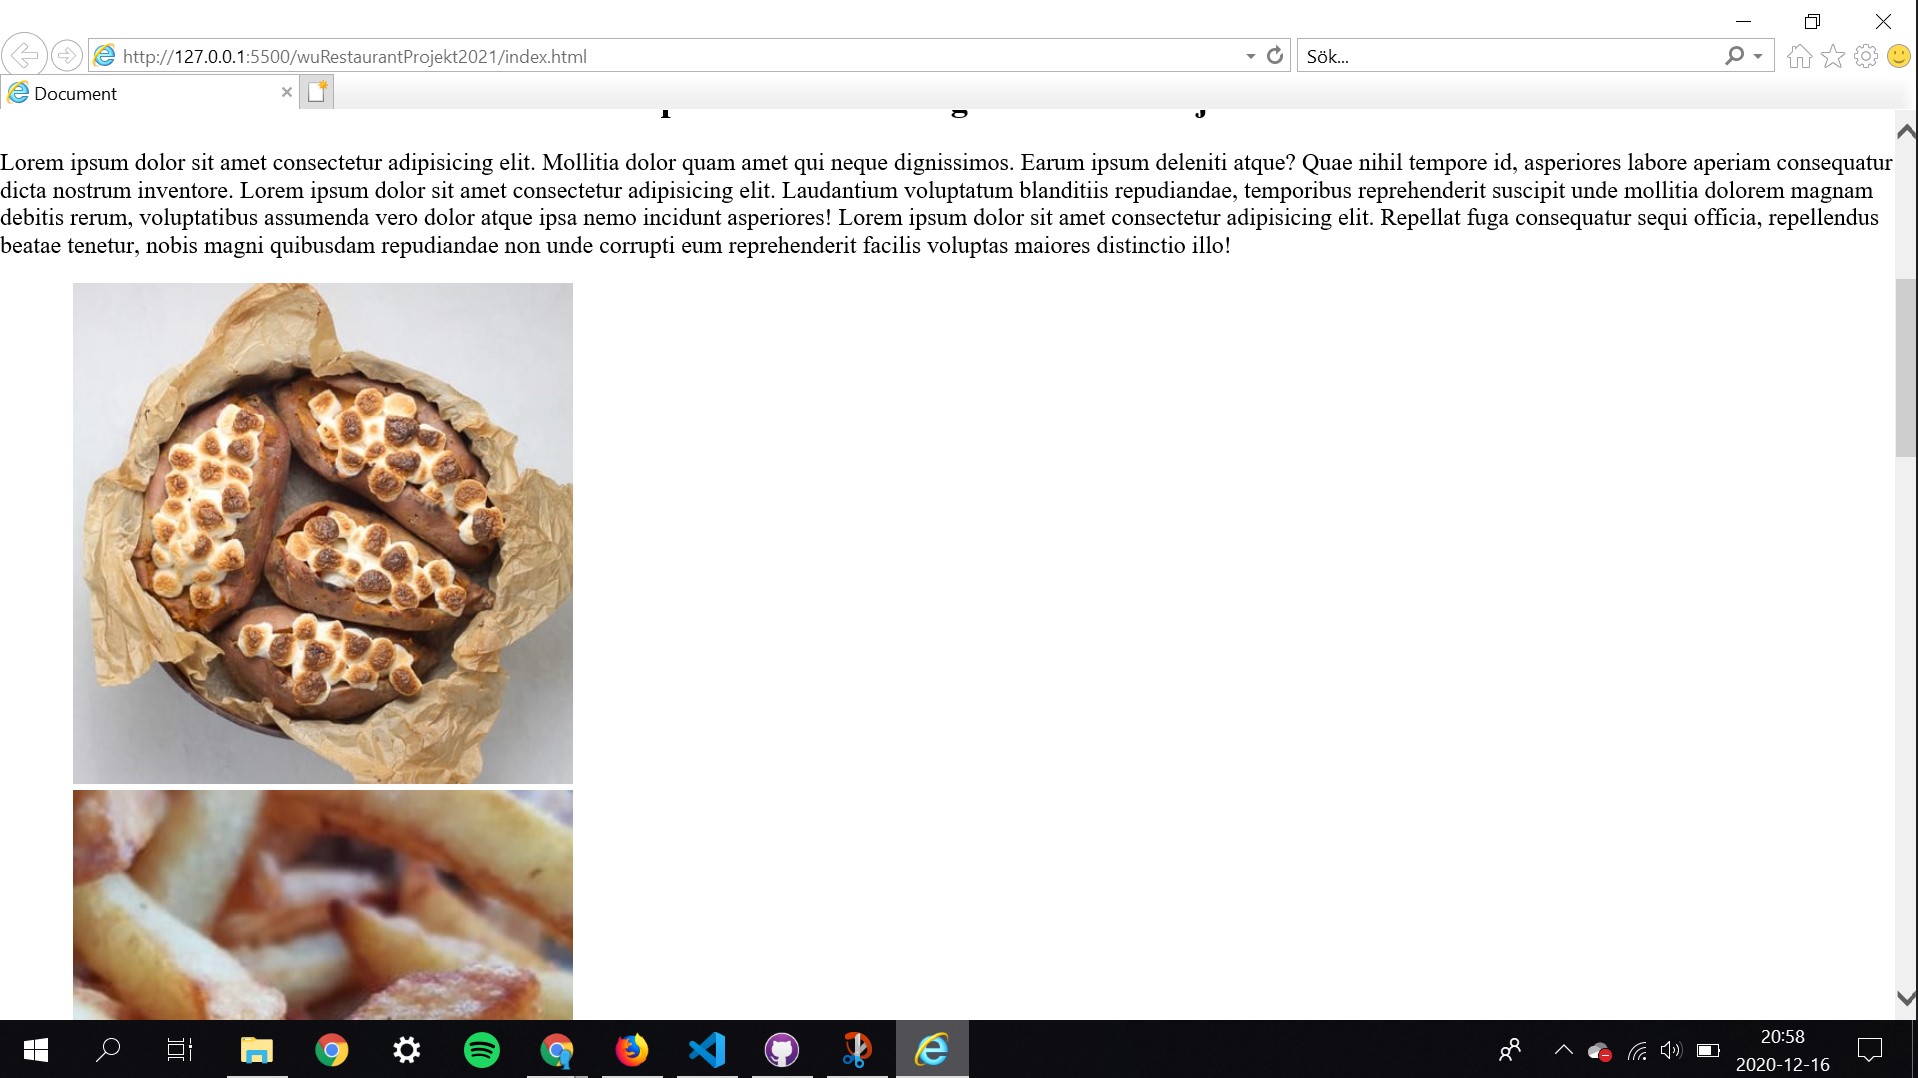 http://127.0.0.1:5500/wuRestaurantProjekt2021/index.html
Sök...
Document
Lorem ipsum dolor sit amet consectetur adipisicing elit. Mollitia dolor quam amet qui neque dignissimos. Earum ipsum deleniti atque? Quae nihil tempore id, asperiores labore aperiam consequatur
dicta nostrum inventore. Lorem ipsum dolor sit amet consectetur adipisicing elit. Laudantium voluptatum blanditiis repudiandae, temporibus reprehenderit suscipit unde mollitia dolorem magnam
debitis rerum, voluptatibus assumenda vero dolor atque ipsa nemo incidunt asperiores! Lorem ipsum dolor sit amet consectetur adipisicing elit. Repellat fuga consequatur sequi officia, repellendus
beatae tenetur, nobis magni quibusdam repudiandae non unde corrupti eum reprehenderit facilis voluptas maiores distinctio illo!
20:58
2020-12-16